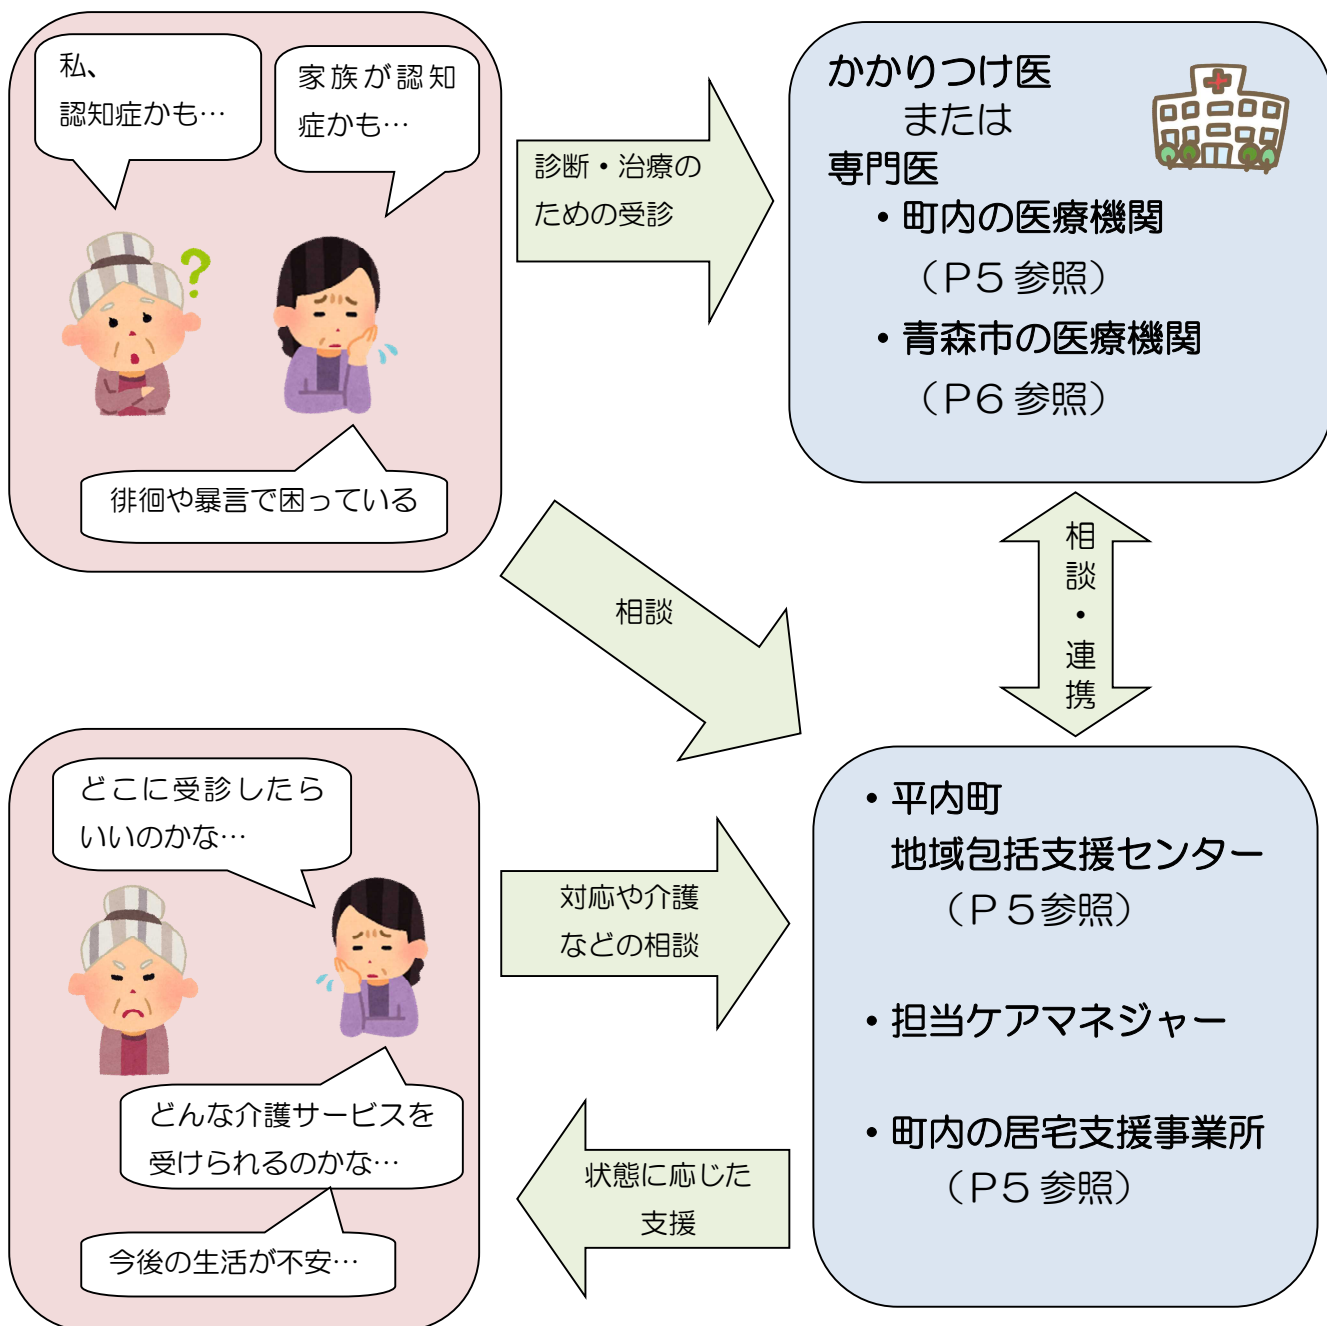 私、
認知症かも…
家族が認知
症かも…
徘徊や暴言で困っている
診断・治療の
ための受診
かかりつけ医
または
専門医
・町内の医療機関
（Ｐ５参照）
・青森市の医療機関
（Ｐ６参照）
相談
相談・連携
どこに受診したら
いいのかな…
どんな介護サービスを
受けられるのかな…
今後の生活が不安…
対応や介護
などの相談
状態に応じた
支援
・平内町
地域包括支援センター
（Ｐ５参照）
・担当ケアマネジャー
・町内の居宅支援事業所
（Ｐ５参照）